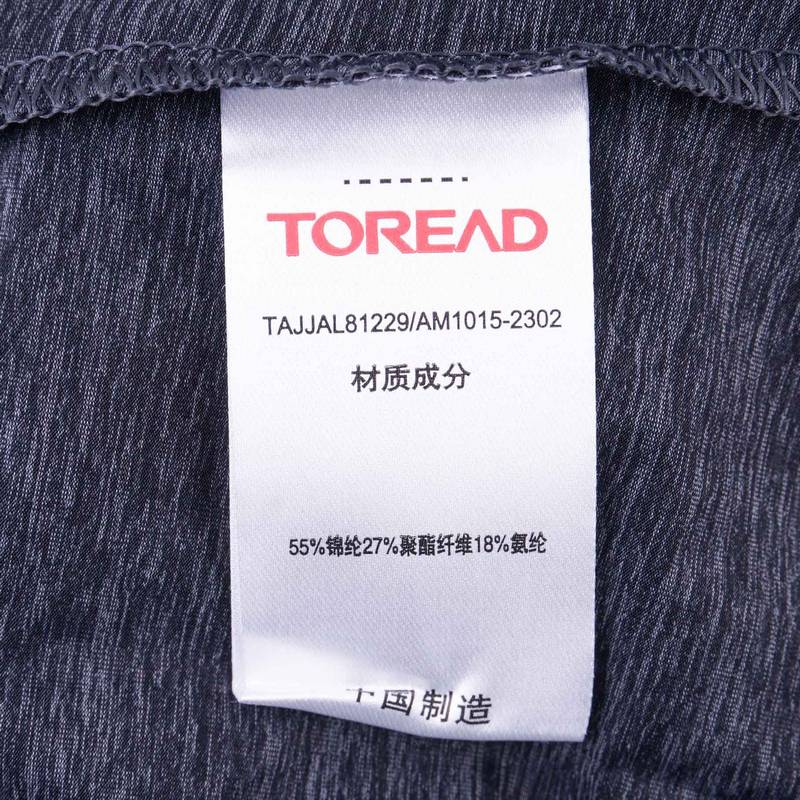 TOREAD
TAJJAL81229/AM1015-2302
材质成分
55%锦纶27%聚酯纤维18%氨纶
中国制造